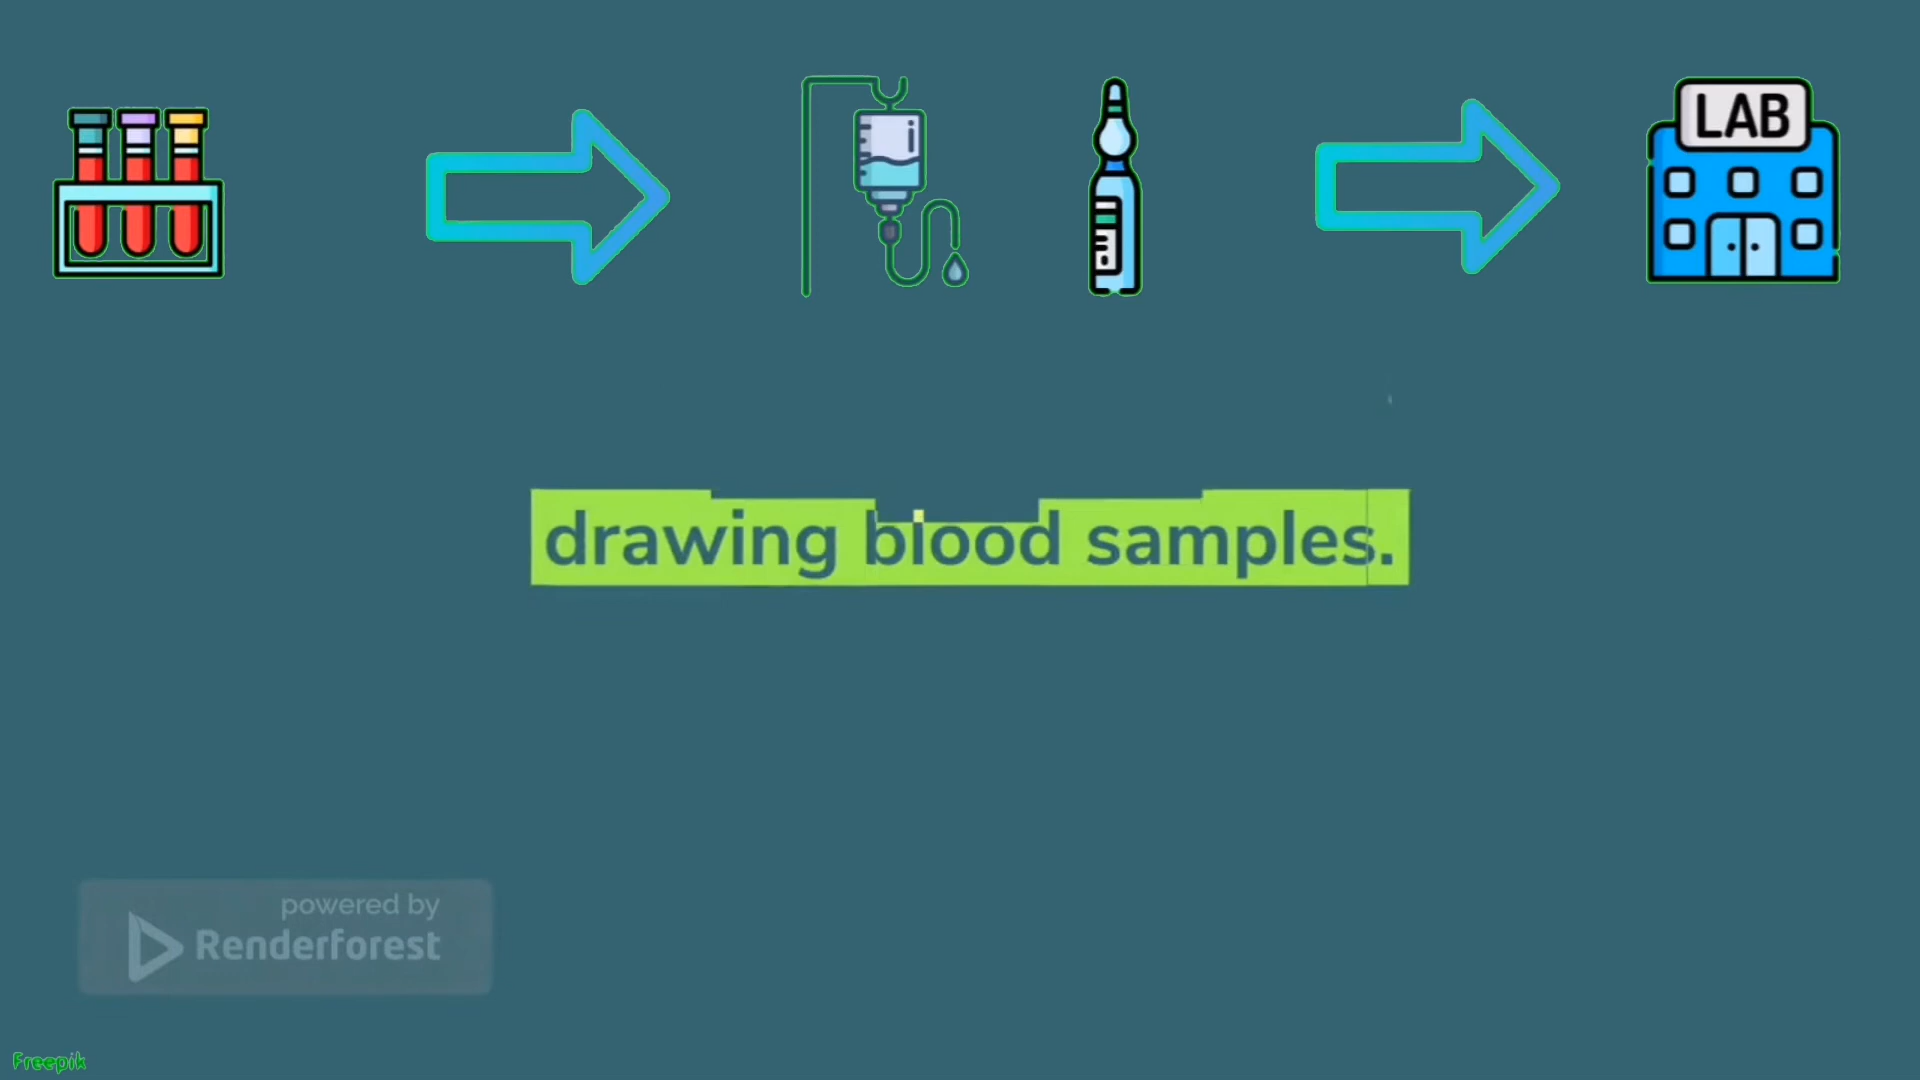 LAB
drawing blood samples.
powered by
Renderforest
Freepik